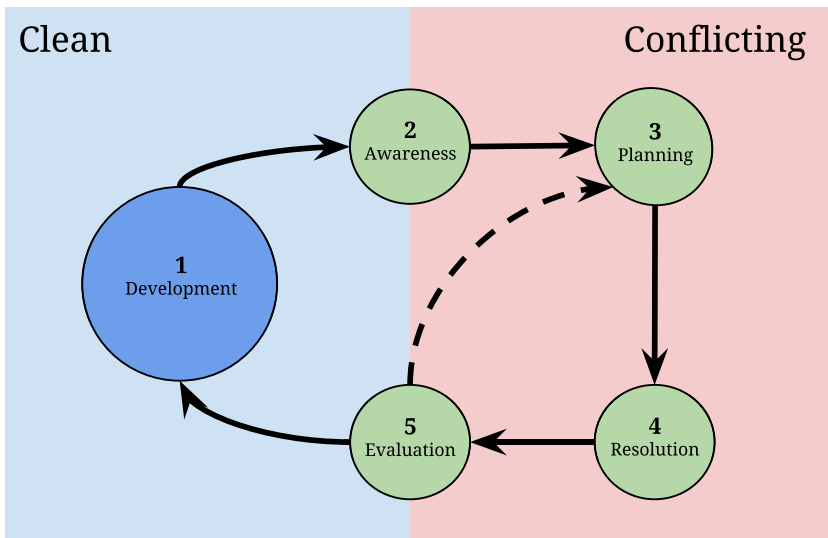 Clean
Conflicting
1
Development
2
Awareness
3
Planning
4
Resolution
5
Evaluation